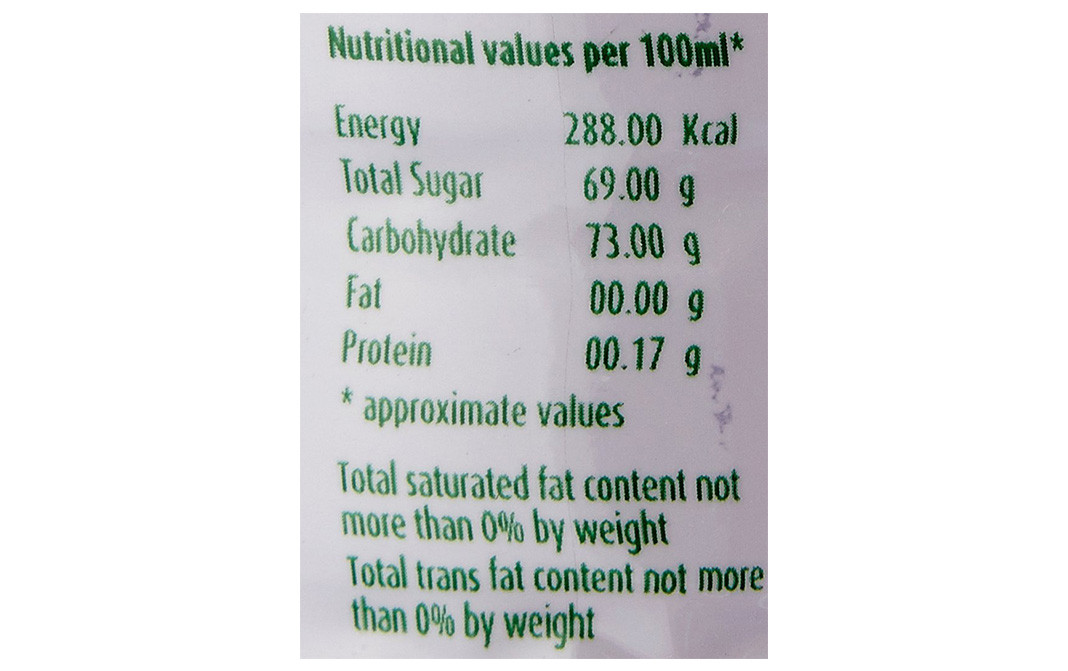 Nutritional values per 100ml*
Energy 288.00 Kcal
Total Sugar 69.00 g
Carbohydrate 73.00 g
Fat 00.00 g
Protein 00.17 g
* approximate values
Total saturated fat content not
more than 0% by weight
Total trans fat content not more
than 0% by weight